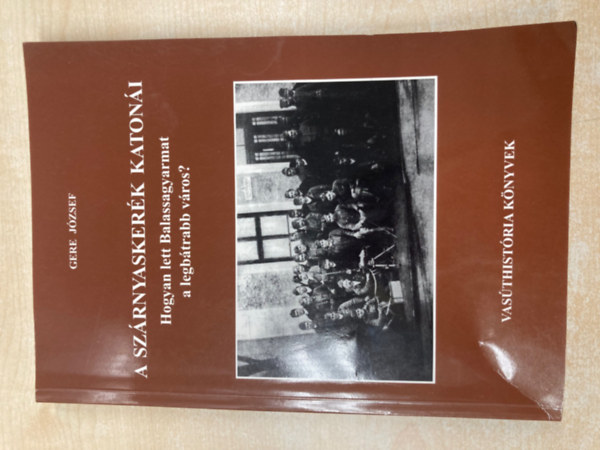 GERE JÓZSEF
A SZÁRNYASKERÉK KATONÁI
Hogyan lett Balassagyarmat
a legbátrabb város?
VASÚTHISTÓRIA KÖNYVEK